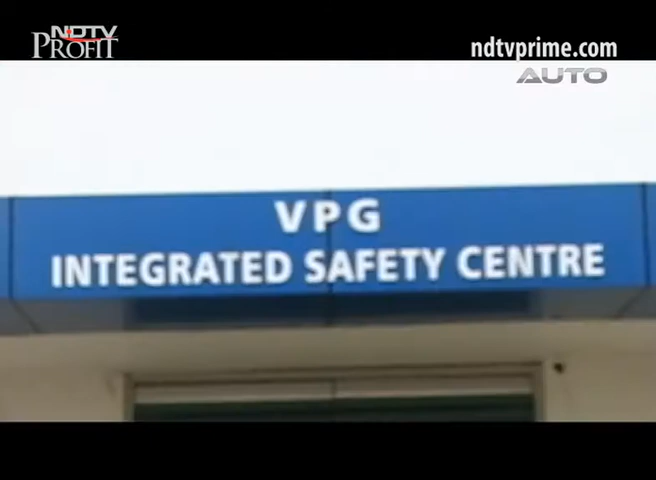 NDTV
PROFIT
ndtvprime.com
AUTO
VPG
INTEGRATED SAFETY CENTRE